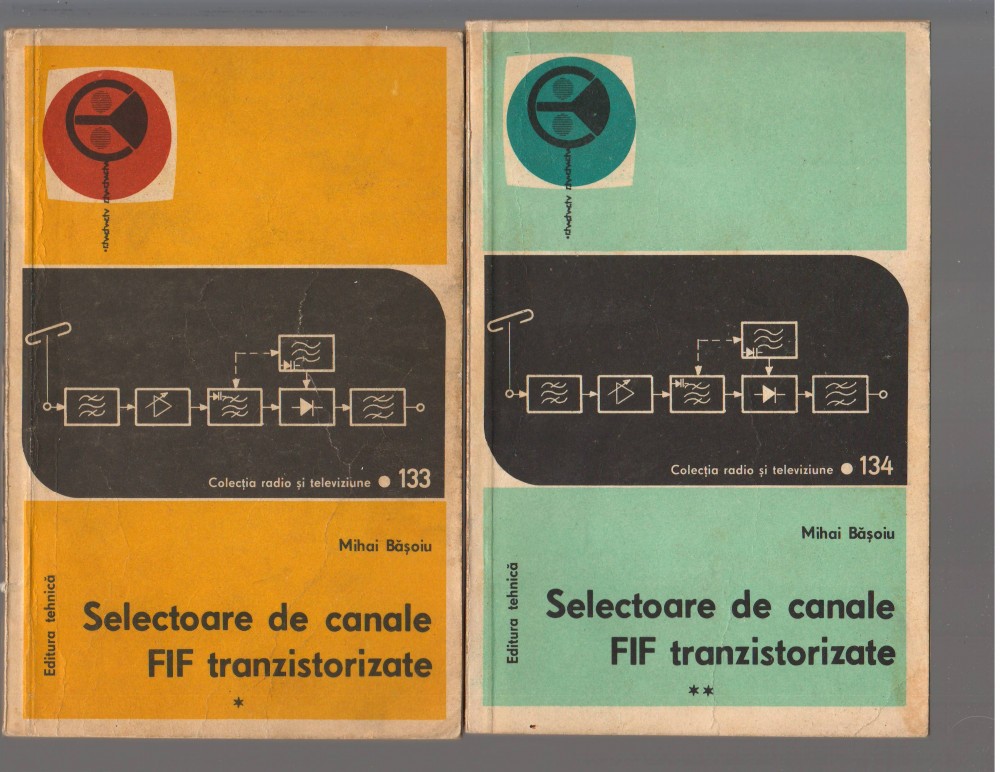 Colecția radio și televiziune ● 133
Mihai Bășoiu
Editura tehnică
Selectoare de canale
FIF tranzistorizate
*
Colecția radio și televiziune ● 134
Mihai Bășoiu
Editura tehnică
Selectoare de canale
FIF tranzistorizate
**